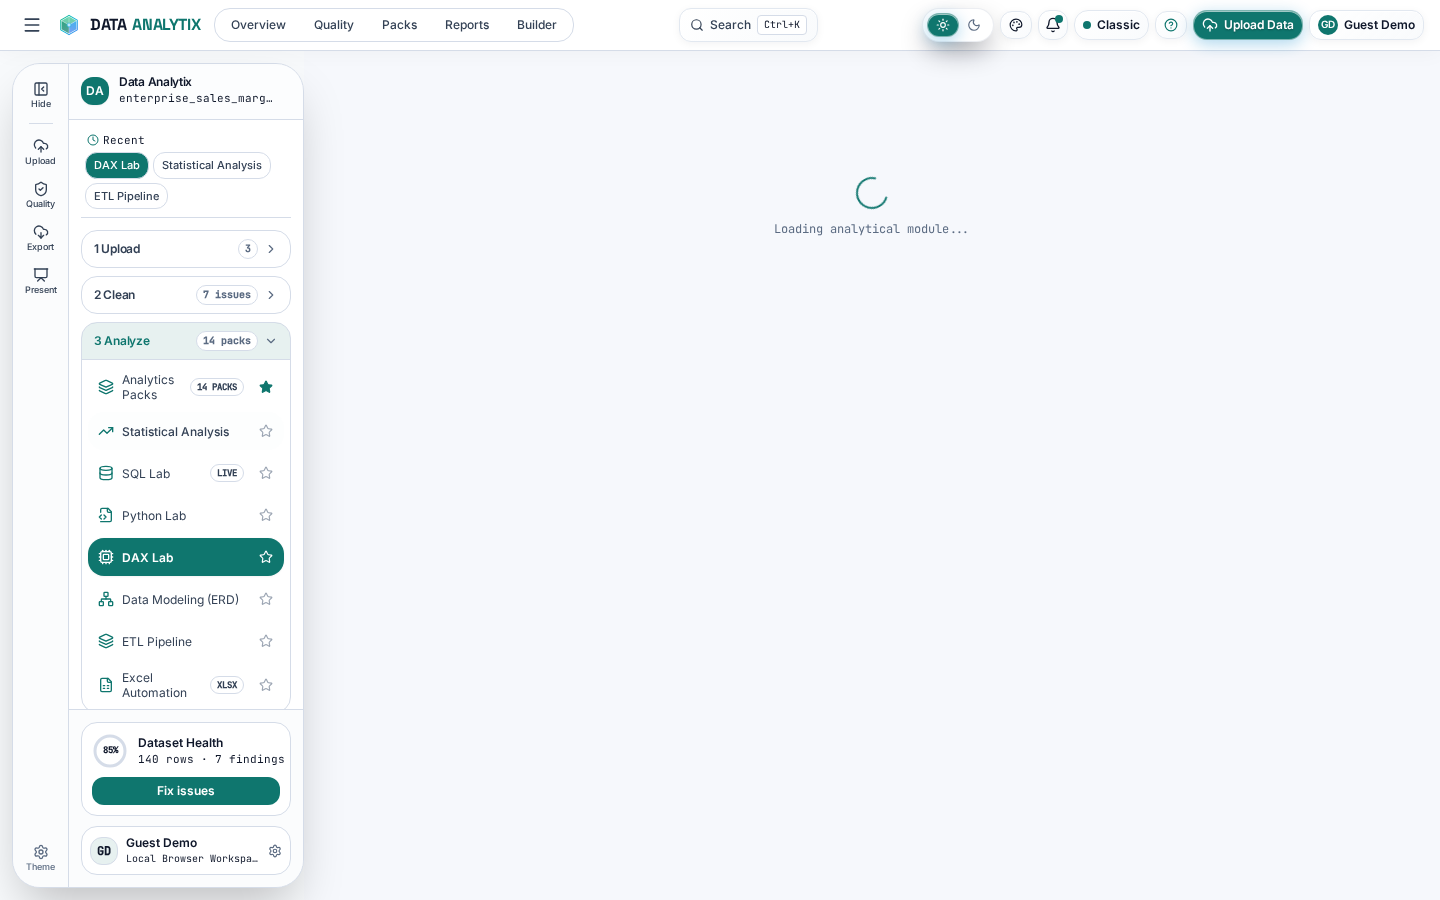 DATA ANALYTIX
Overview
Quality
Packs
Reports
Builder
Search Ctrl+K
Classic
Upload Data
GD Guest Demo
Hide
Upload
Quality
Export
Present
Theme
DA
Data Analytix
enterprise_sales_marg…
Recent
DAX Lab
Statistical Analysis
ETL Pipeline
1 Upload 3
2 Clean 7 issues
3 Analyze 14 packs
Analytics
Packs
14 PACKS
Statistical Analysis
SQL Lab LIVE
Python Lab
DAX Lab
Data Modeling (ERD)
ETL Pipeline
Excel
Automation
XLSX
85%
Dataset Health
140 rows · 7 findings
Fix issues
GD
Guest Demo
Local Browser Workspa…
Loading analytical module...